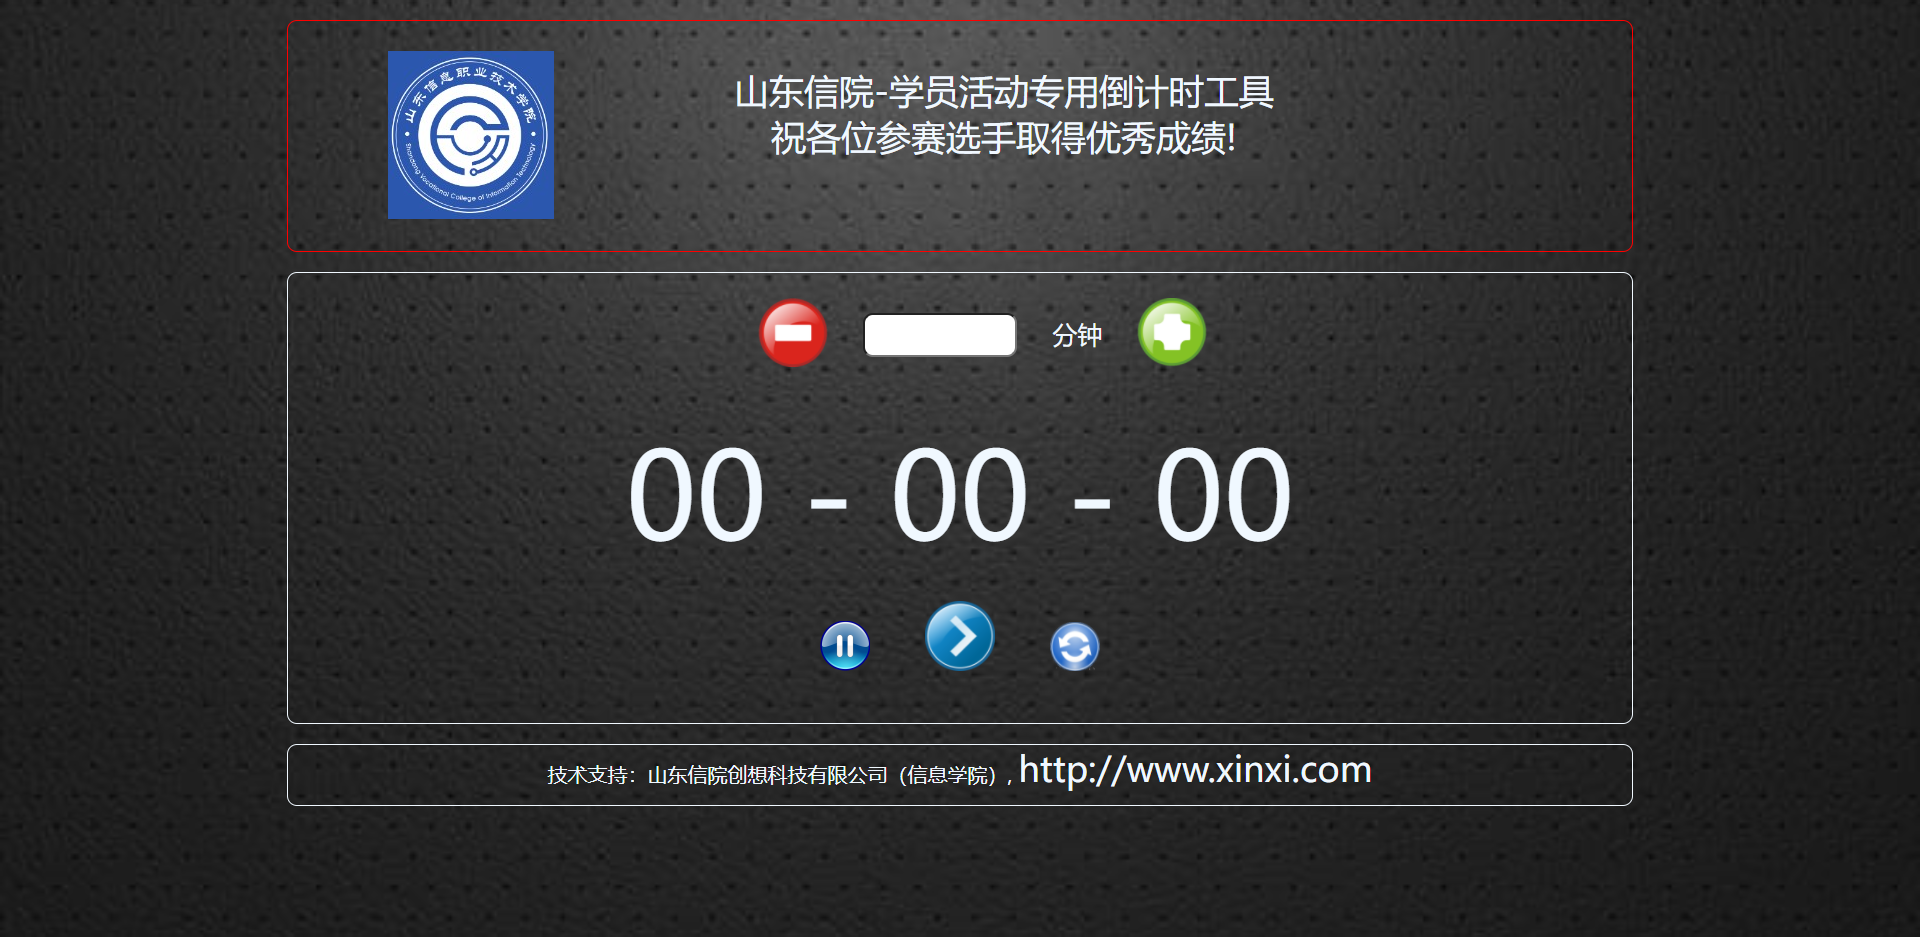 山东信息职业技术学院
Shandong Vocational College of Information Technology
山东信院-学员活动专用倒计时工具
祝各位参赛选手取得优秀成绩!
分钟
00 - 00 - 00
技术支持：山东信院创想科技有限公司（信息学院）, http://www.xinxi.com